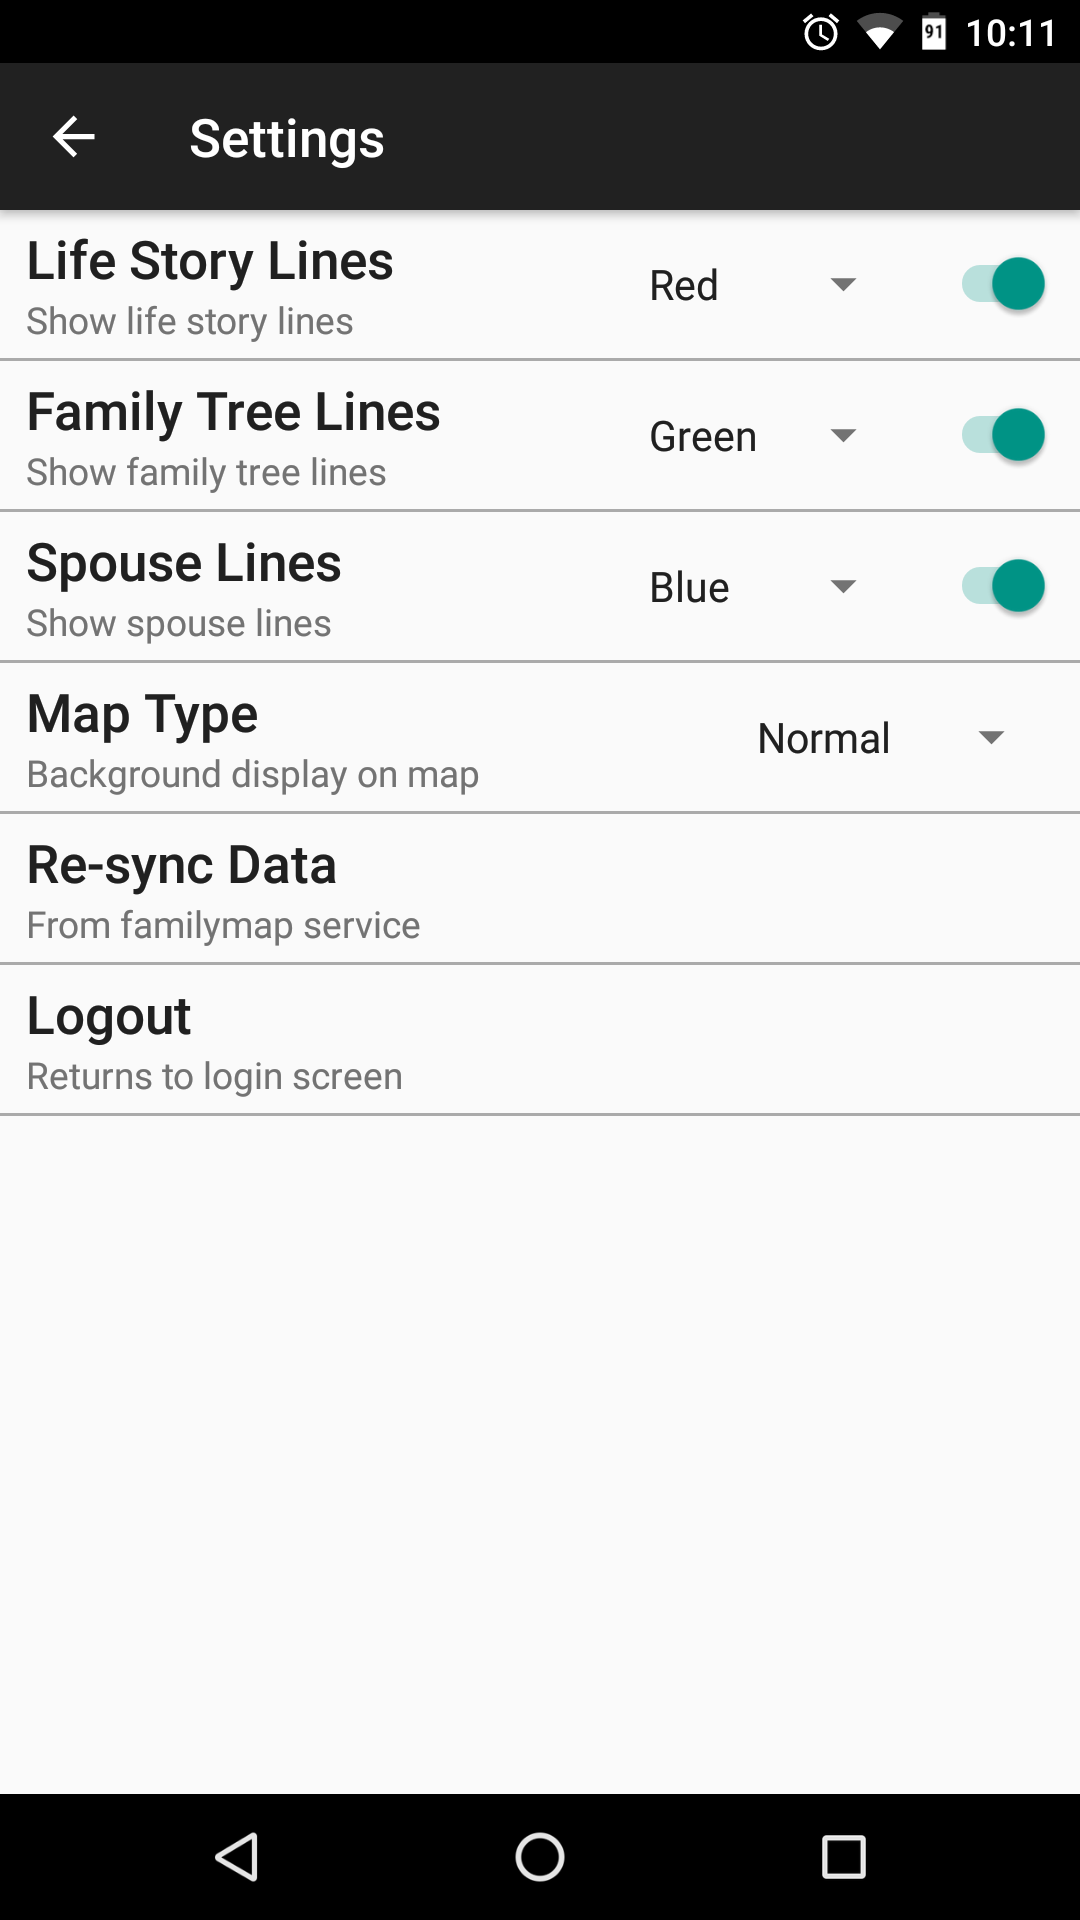 91 10:11
Settings
Life Story Lines
Show life story lines
Red
Family Tree Lines
Show family tree lines
Green
Spouse Lines
Show spouse lines
Blue
Map Type
Background display on map
Normal
Re-sync Data
From familymap service
Logout
Returns to login screen